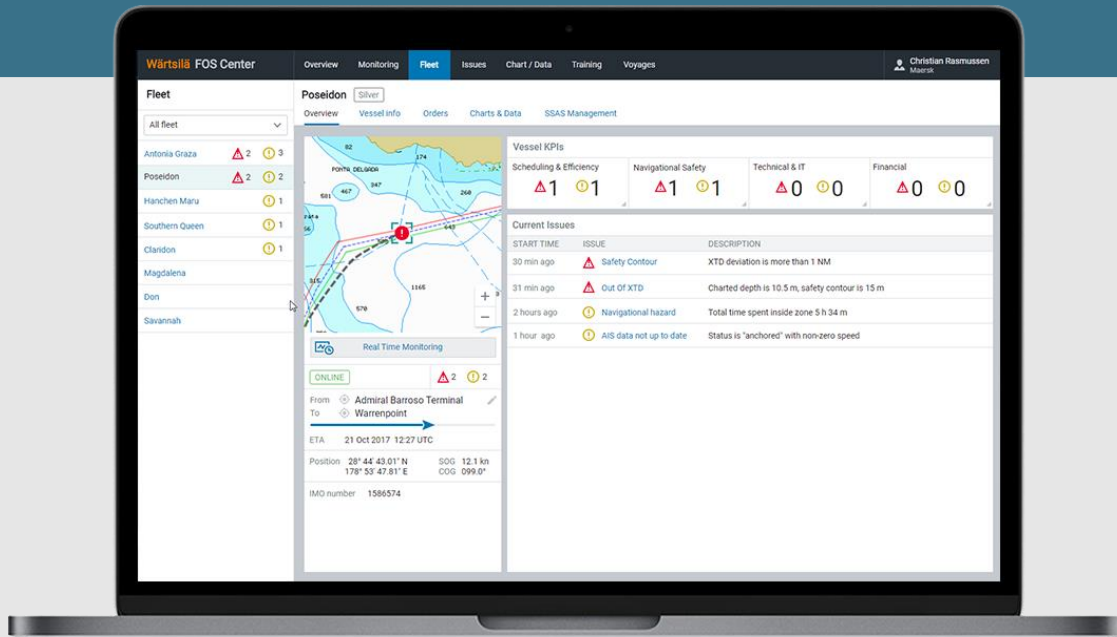 Wärtsilä FOS Center
Overview Monitoring Fleet Issues Chart / Data Training Voyages
Christian Rasmussen
Maersk
Fleet
All fleet
Antonia Graza 2 3
Poseidon 2 2
Hanchen Maru 1
Southern Queen 1
Claridon 1
Magdalena
Don
Savannah
Poseidon Silver
Overview Vessel info Orders Charts & Data SSAS Management
82
174
PONTA DELGADA
347
467
501
260
643
315
1165
570
+
−
Real Time Monitoring
ONLINE 2 2
From Admiral Barroso Terminal
To Warrenpoint
ETA 21 Oct 2017 12:27 UTC
Position 28° 44' 43.01" N SOG 12.1 kn
178° 53' 47.81" E COG 099.0°
IMO number 1586574
Vessel KPIs
Scheduling & Efficiency Navigational Safety Technical & IT Financial
1 1 1 1 0 0 0 0
Current Issues
START TIME ISSUE DESCRIPTION
30 min ago Safety Contour XTD deviation is more than 1 NM
31 min ago Out Of XTD Charted depth is 10.5 m, safety contour is 15 m
2 hours ago Navigational hazard Total time spent inside zone 5 h 34 m
1 hour ago AIS data not up to date Status is "anchored" with non-zero speed